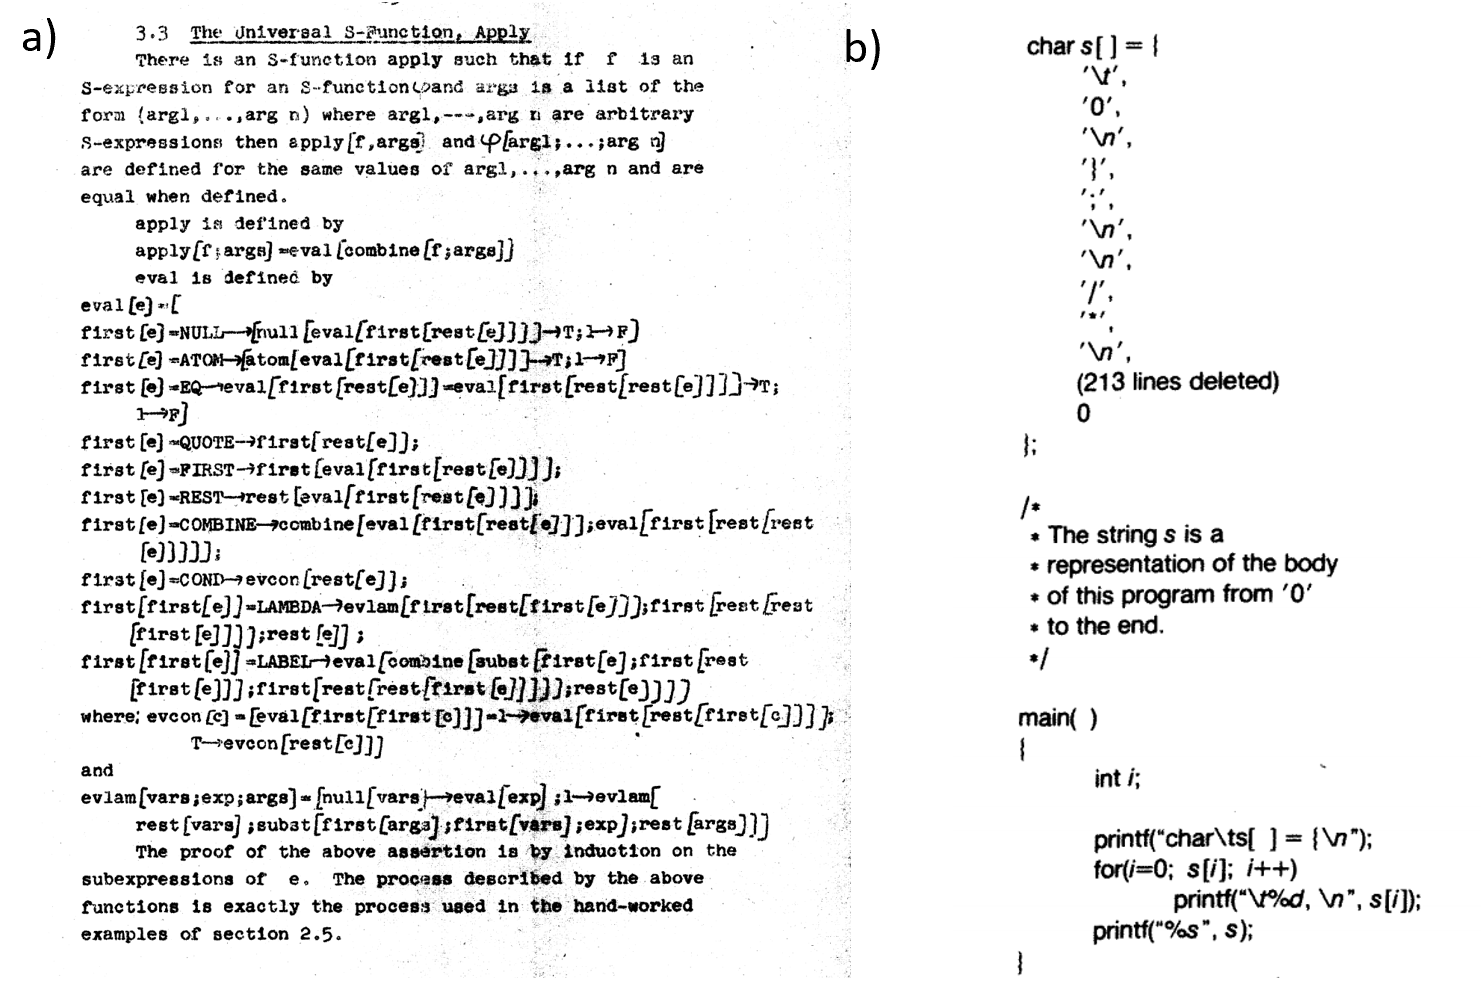 a)
3.3 The Universal S-Function, Apply
There is an S-function apply such that if f is an
S-expression for an S-function φ and args is a list of the
form (arg1,...,arg n) where arg1,---,arg n are arbitrary
S-expressions then apply[f,args] and φ[arg1;...;arg n]
are defined for the same values of arg1,...,arg n and are
equal when defined.
apply is defined by
apply[f;args]=eval[combine[f;args]]
eval is defined by
eval[e]=[
first[e]=NULL→[null[eval[first[rest[e]]]]→T;1→F]
first[e]=ATOM→[atom[eval[first[rest[e]]]]→T;1→F]
first[e]=EQ→eval[first[rest[e]]]=eval[first[rest[rest[e]]]]→T;
1→F]
first[e]=QUOTE→first[rest[e]];
first[e]=FIRST→first[eval[first[rest[e]]]];
first[e]=REST→rest[eval[first[rest[e]]]];
first[e]=COMBINE→combine[eval[first[rest[e]]];eval[first[rest[rest
[e]]]]];
first[e]=COND→evcon[rest[e]];
first[first[e]]=LAMBDA→evlam[first[rest[first[e]]];first[rest[rest
[first[e]]]];rest[e]];
first[first[e]]=LABEL→eval[combine[subst[first[e];first[rest
[first[e]]];first[rest[rest[first[e]]]]];rest[e]]]]
where; evcon[c]=[eval[first[first[c]]]=1→eval[first[rest[first[c]]]];
T→evcon[rest[c]]]
and
evlam[vars;exp;args]=[null[vars]→eval[exp];1→evlam[
rest[vars];subst[first[args];first[vars];exp];rest[args]]]
The proof of the above assertion is by induction on the
subexpressions of e. The process described by the above
functions is exactly the process used in the hand-worked
examples of section 2.5.
b)
char s[ ] = {
'\t',
'0',
'\n',
'}',
';',
'\n',
'\n',
'/',
'*',
'\n',
(213 lines deleted)
0
};
/*
* The string s is a
* representation of the body
* of this program from '0'
* to the end.
*/
main( )
{
int i;
printf("char\ts[ ] = {\n");
for(i=0; s[i]; i++)
printf("\t%d, \n", s[i]);
printf("%s", s);
}